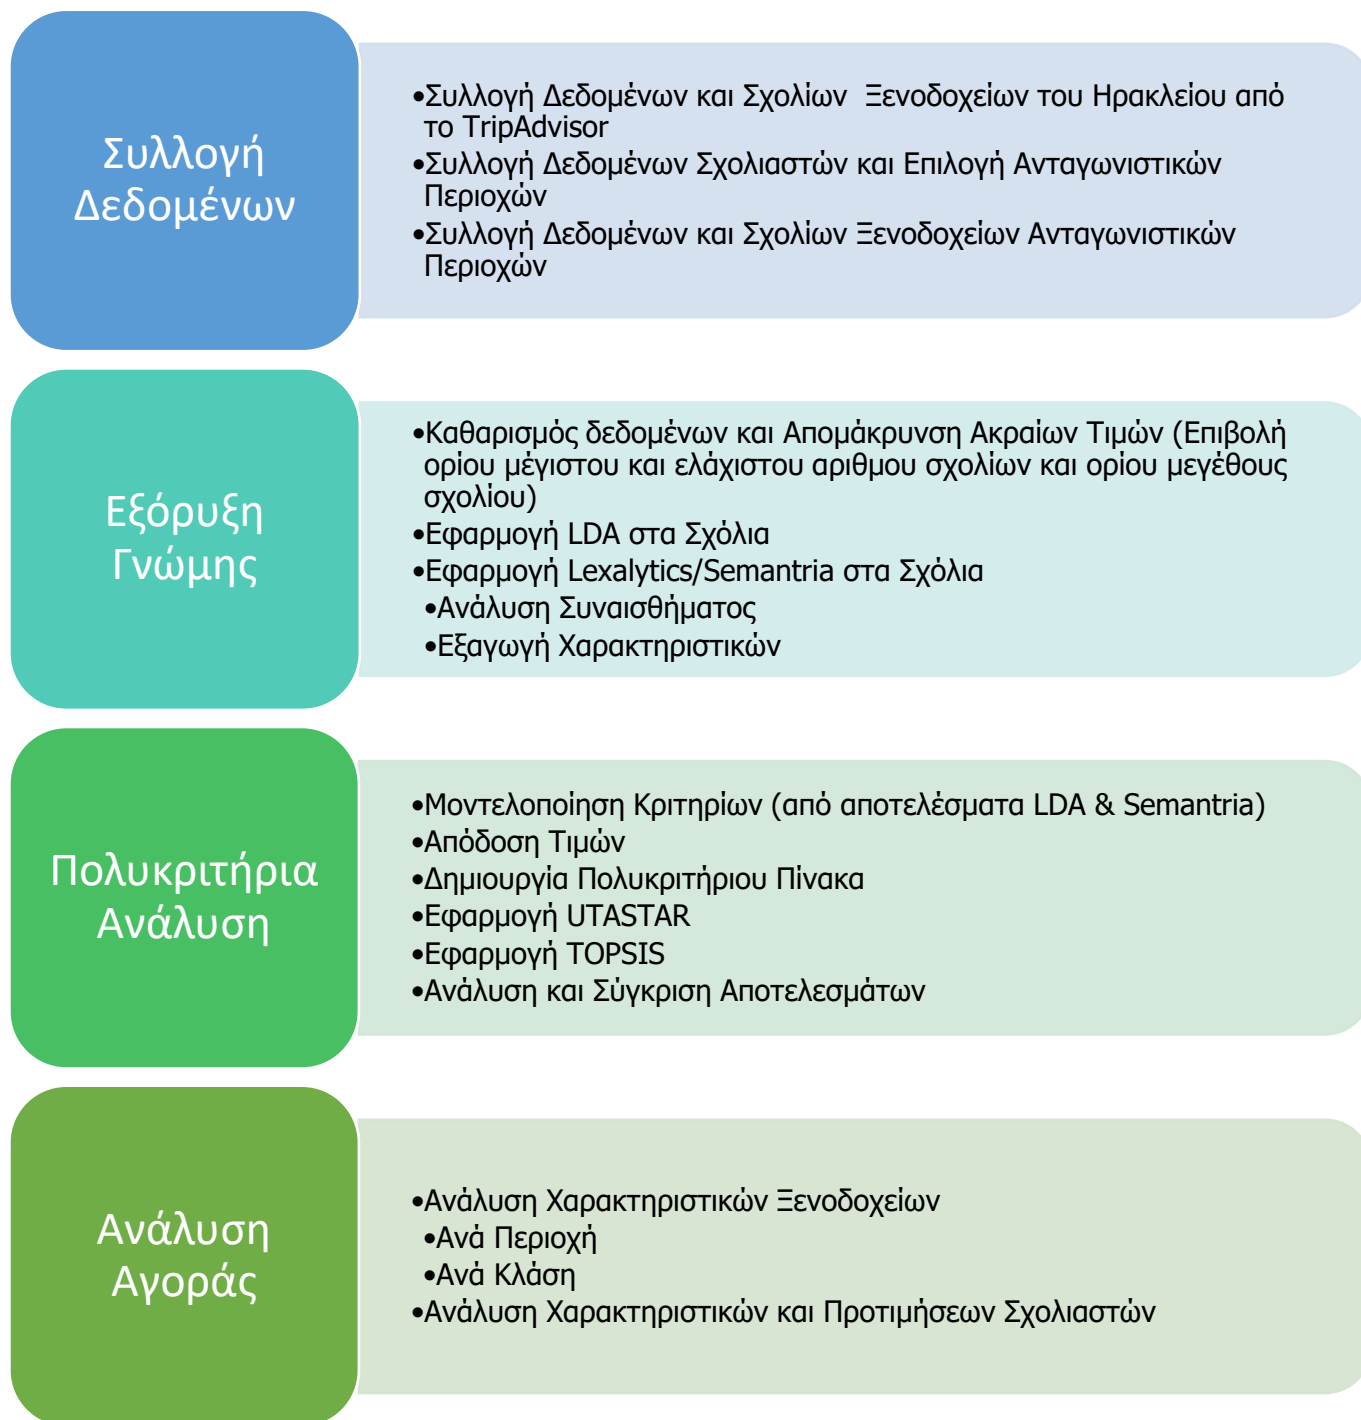 Συλλογή
Δεδομένων
•Συλλογή Δεδομένων και Σχολίων  Ξενοδοχείων του Ηρακλείου από
το TripAdvisor
•Συλλογή Δεδομένων Σχολιαστών και Επιλογή Ανταγωνιστικών
Περιοχών
•Συλλογή Δεδομένων και Σχολίων Ξενοδοχείων Ανταγωνιστικών
Περιοχών
Εξόρυξη
Γνώμης
•Καθαρισμός δεδομένων και Απομάκρυνση Ακραίων Τιμών (Επιβολή
ορίου μέγιστου και ελάχιστου αριθμου σχολίων και ορίου μεγέθους
σχολίου)
•Εφαρμογή LDA στα Σχόλια
•Εφαρμογή Lexalytics/Semantria στα Σχόλια
•Ανάλυση Συναισθήματος
•Εξαγωγή Χαρακτηριστικών
Πολυκριτήρια
Ανάλυση
•Μοντελοποίηση Κριτηρίων (από αποτελέσματα LDA & Semantria)
•Απόδοση Τιμών
•Δημιουργία Πολυκριτήριου Πίνακα
•Εφαρμογή UTASTAR
•Εφαρμογή TOPSIS
•Ανάλυση και Σύγκριση Αποτελεσμάτων
Ανάλυση
Αγοράς
•Ανάλυση Χαρακτηριστικών Ξενοδοχείων
•Ανά Περιοχή
•Ανά Κλάση
•Ανάλυση Χαρακτηριστικών και Προτιμήσεων Σχολιαστών